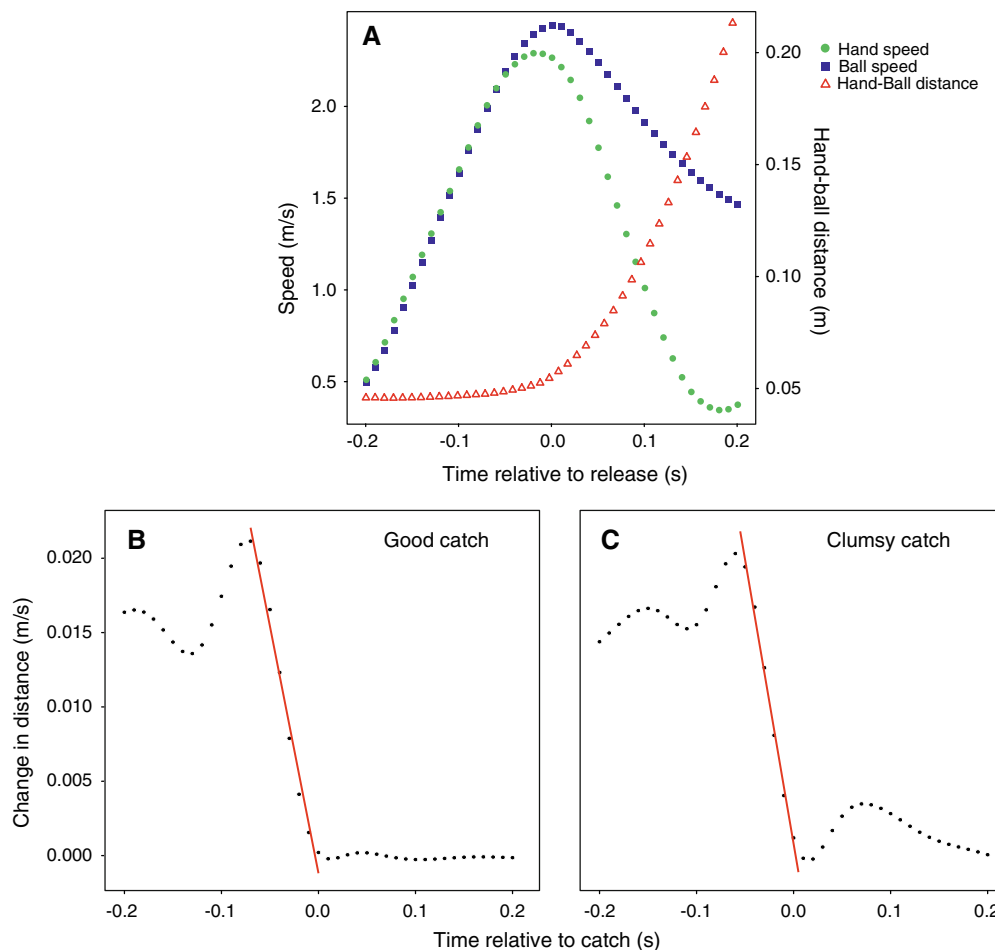 A
Hand speed
Ball speed
Hand-Ball distance
Speed (m/s)
2.0
1.5
1.0
0.5
Hand-ball distance (m)
0.20
0.15
0.10
0.05
-0.2 -0.1 0.0 0.1 0.2
Time relative to release (s)
B Good catch
C Clumsy catch
Change in distance (m/s)
0.020
0.015
0.010
0.005
0.000
-0.2 -0.1 0.0 0.1 0.2
-0.2 -0.1 0.0 0.1 0.2
Time relative to catch (s)